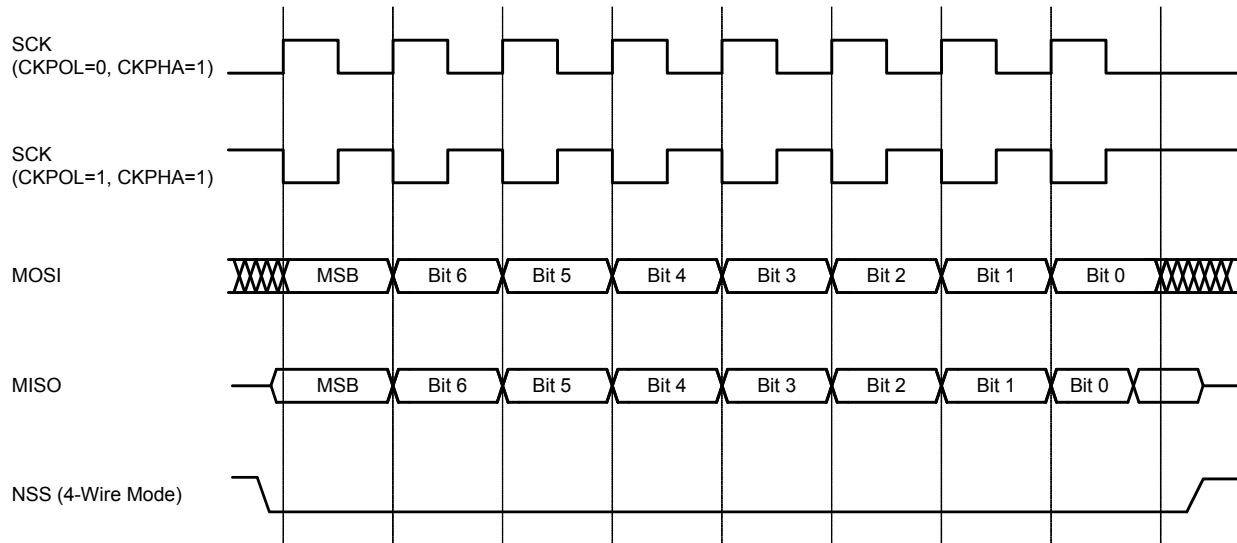 SCK
(CKPOL=0, CKPHA=1)
SCK
(CKPOL=1, CKPHA=1)
MOSI
MSB Bit 6 Bit 5 Bit 4 Bit 3 Bit 2 Bit 1 Bit 0
MISO
MSB Bit 6 Bit 5 Bit 4 Bit 3 Bit 2 Bit 1 Bit 0
NSS (4-Wire Mode)